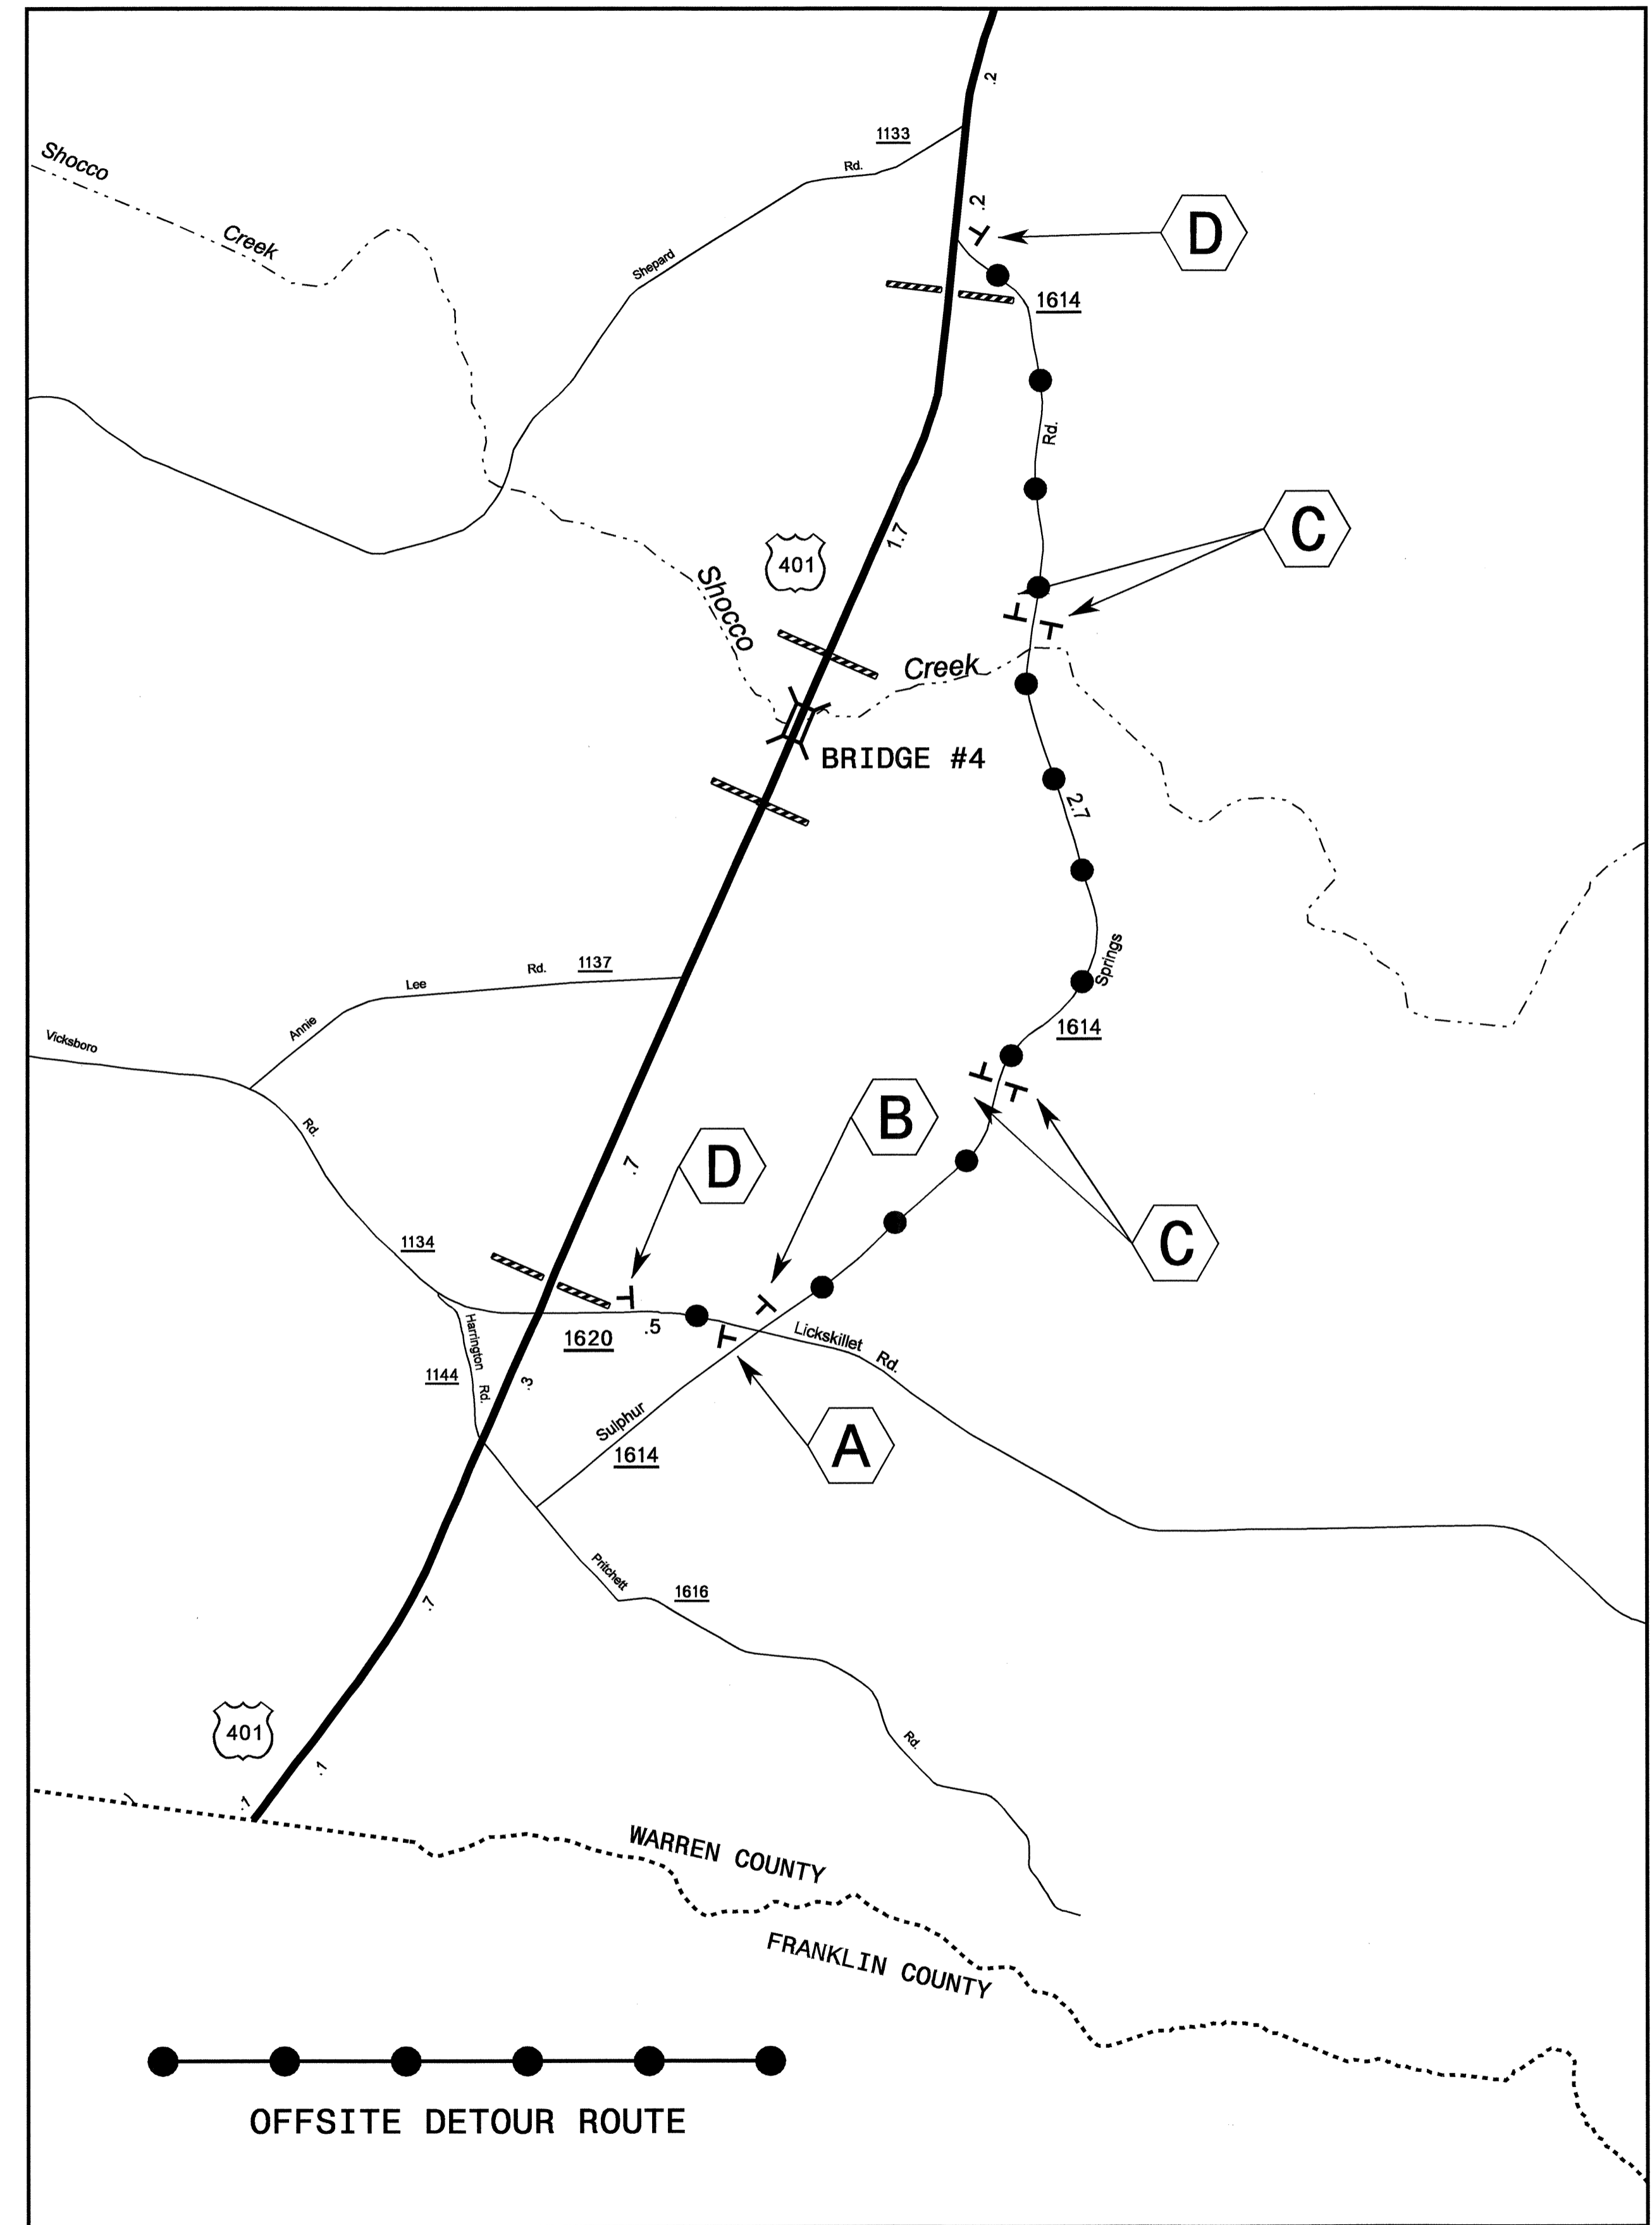 .2
1133
Rd.
Shocco
Creek
.2
D
Shepard
1614
Rd.
C
1.7
401
Shocco
Creek
BRIDGE #4
2.7
Springs
1137
Rd.
Lee
Annie
Vicksboro
1614
Rd.
B
D
.7
C
1134
Harrington
Rd.
1144
1620
.5
Lickskillet Rd.
.3
A
Sulphur
1614
Pritchett
1616
.7
Rd.
401
.1
.1
WARREN COUNTY
FRANKLIN COUNTY
OFFSITE DETOUR ROUTE